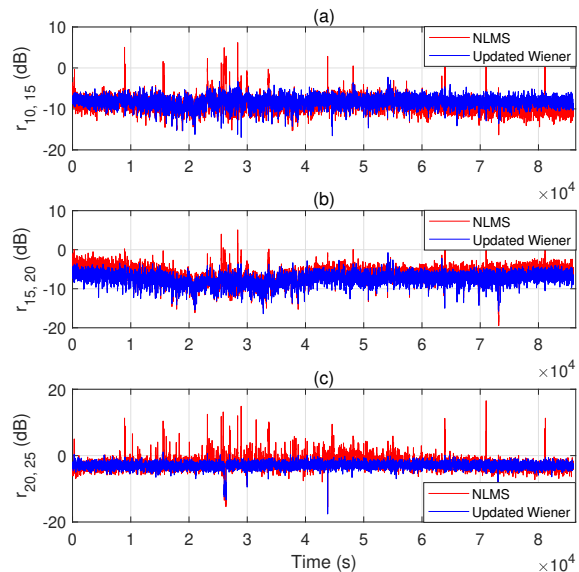 (a)
10
0
-10
-20
r10, 15 (dB)
NLMS
Updated Wiener
0 1 2 3 4 5 6 7 8
×10^4
(b)
10
0
-10
-20
r15, 20 (dB)
NLMS
Updated Wiener
0 1 2 3 4 5 6 7 8
×10^4
(c)
20
0
-20
r20, 25 (dB)
NLMS
Updated Wiener
0 1 2 3 4 5 6 7 8
Time (s)
×10^4